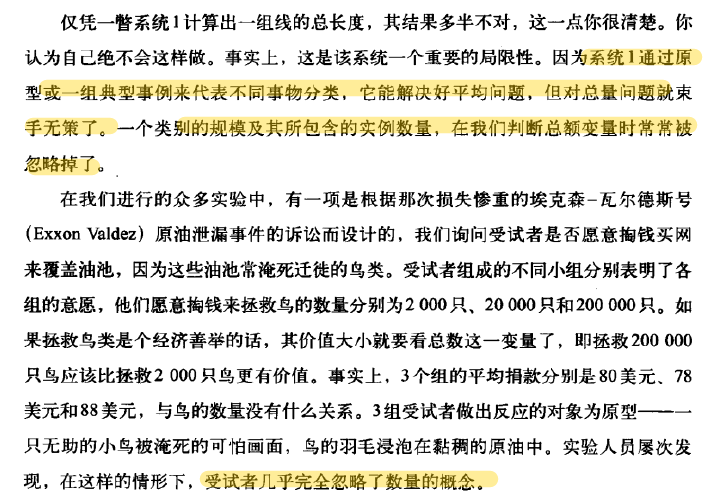 仅凭一瞥系统1计算出一组线的总长度，其结果多半不对，这一点你很清楚。你
认为自己绝不会这样做。事实上，这是该系统一个重要的局限性。因为系统1通过原
型或一组典型事例来代表不同事物分类，它能解决好平均问题，但对总量问题就束
手无策了。一个类别的规模及其所包含的实例数量，在我们判断总额变量时常常被
忽略掉了。
在我们进行的众多实验中，有一项是根据那次损失惨重的埃克森-瓦尔德斯号
（Exxon Valdez）原油泄漏事件的诉讼而设计的，我们询问受试者是否愿意掏钱买网
来覆盖油池，因为这些油池常淹死迁徙的鸟类。受试者组成的不同小组分别表明了各
组的意愿，他们愿意掏钱来拯救鸟的数量分别为2 000只、20 000只和200 000只。如
果拯救鸟类是个经济善举的话，其价值大小就要看总数这一变量了，即拯救200 000
只鸟应该比拯救2 000只鸟更有价值。事实上，3个组的平均捐款分别是80美元、78
美元和88美元，与鸟的数量没有什么关系。3组受试者做出反应的对象为原型——一
只无助的小鸟被淹死的可怕画面，鸟的羽毛浸泡在黏稠的原油中。实验人员屡次发
现，在这样的情形下，受试者几乎完全忽略了数量的概念。